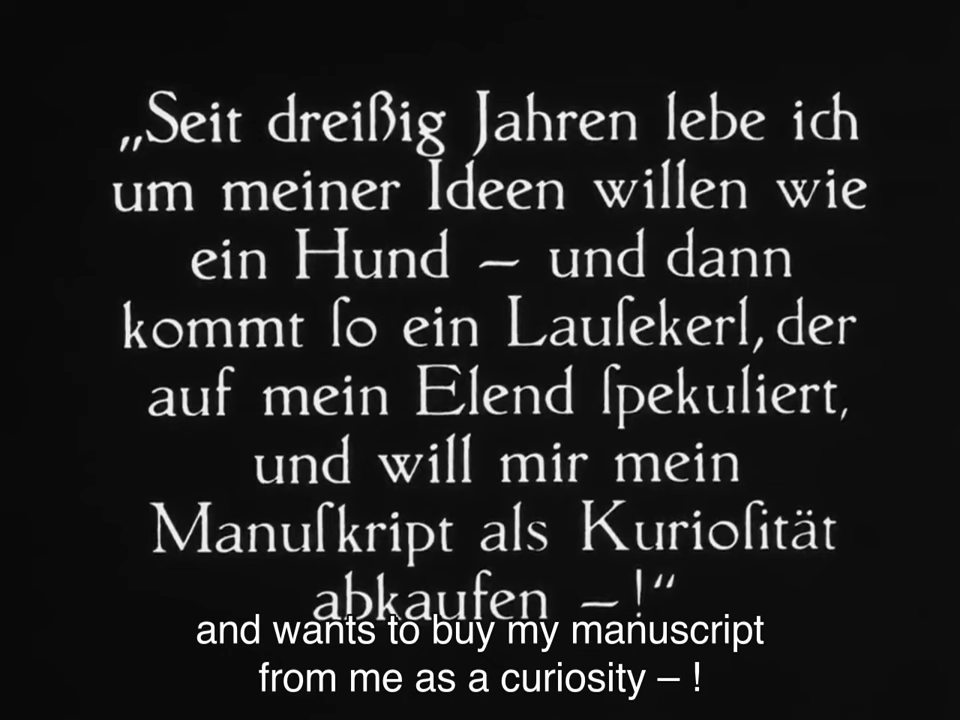 „Seit dreißig Jahren lebe ich
um meiner Ideen willen wie
ein Hund – und dann
kommt ſo ein Lauſekerl, der
auf mein Elend ſpekuliert,
und will mir mein
Manuſkript als Kurioſität
abkaufen – !“
and wants to buy my manuscript
from me as a curiosity – !